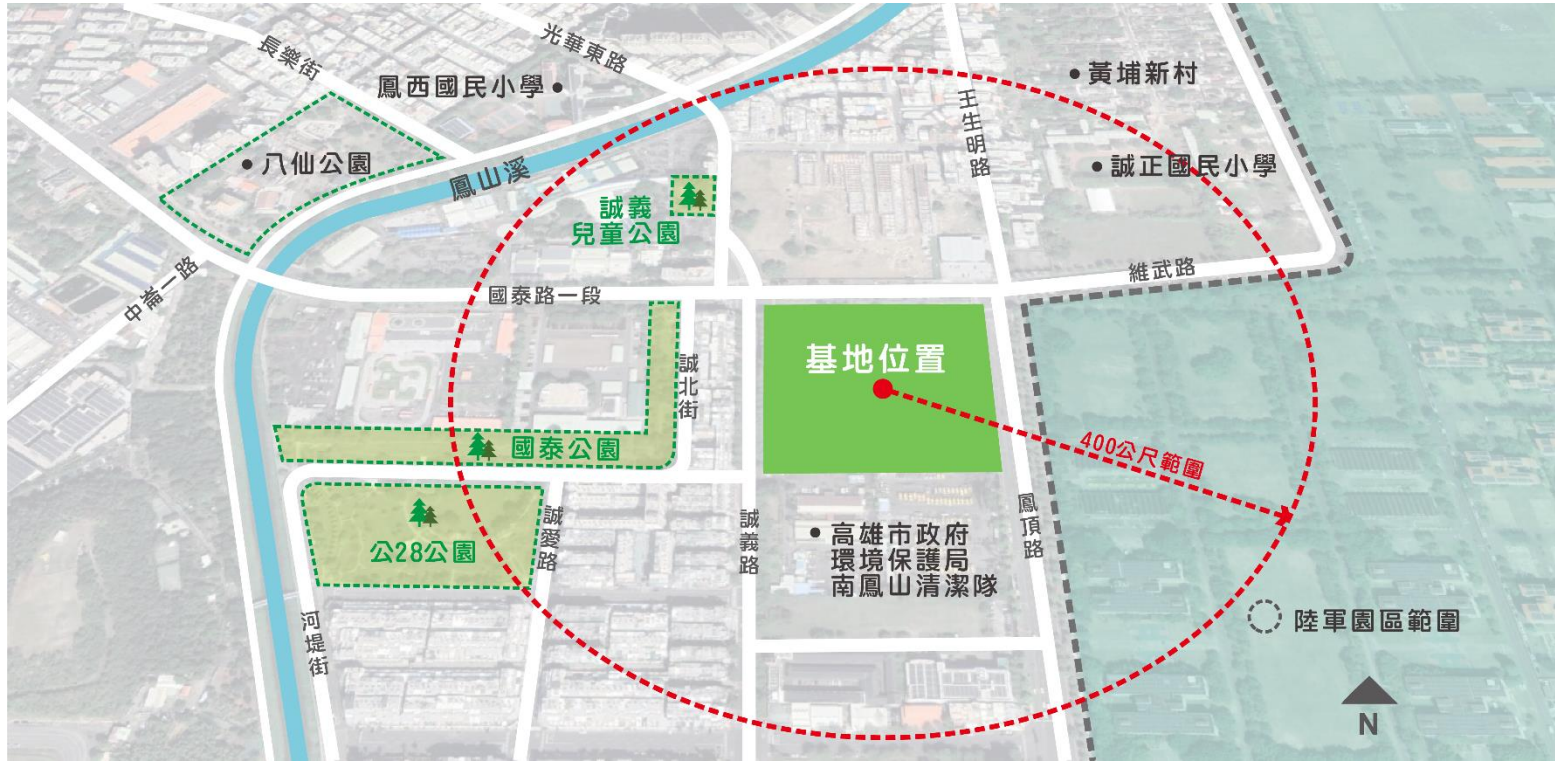 長樂街
光華東路
鳳西國民小學
黃埔新村
王生明路
八仙公園
誠正國民小學
鳳山溪
誠義
兒童公園
中崙一路
國泰路一段
維武路
基地位置
誠北街
400公尺範圍
國泰公園
公28公園
誠愛路
誠義路
鳳頂路
高雄市政府
環境保護局
南鳳山清潔隊
河堤街
陸軍園區範圍
N